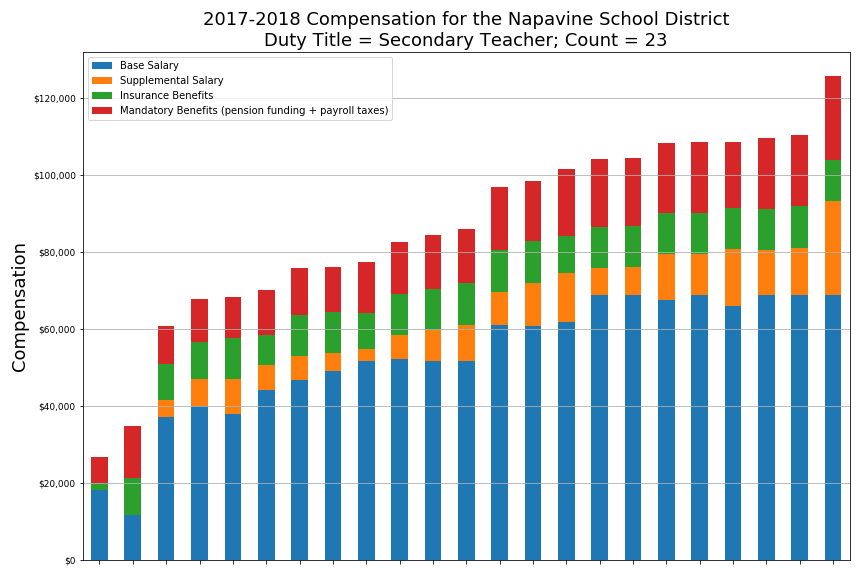 2017-2018 Compensation for the Napavine School District
Duty Title = Secondary Teacher; Count = 23
Base Salary
Supplemental Salary
Insurance Benefits
Mandatory Benefits (pension funding + payroll taxes)
$120,000
$100,000
$80,000
$60,000
$40,000
$20,000
$0
Compensation